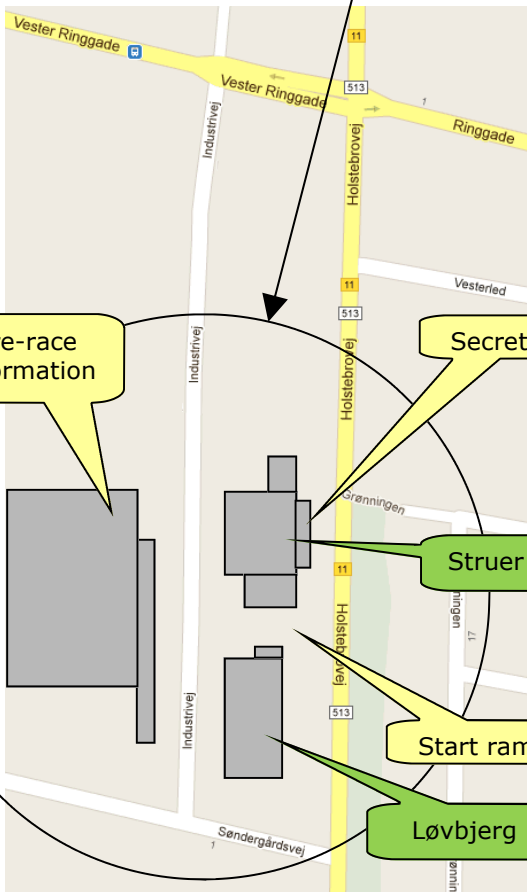 11
Vester Ringgade
Vester Ringgade
513
1
Ringgade
Industrivej
Holstebrovej
Vesterled
11
513
Industrivej
Holstebrovej
e-race
ormation
Secret
Grønningen
Struer
11
ningen
17
Holstebrovej
Industrivej
513
Start ram
Løvbjerg
Søndergårdsvej
1
ønnin